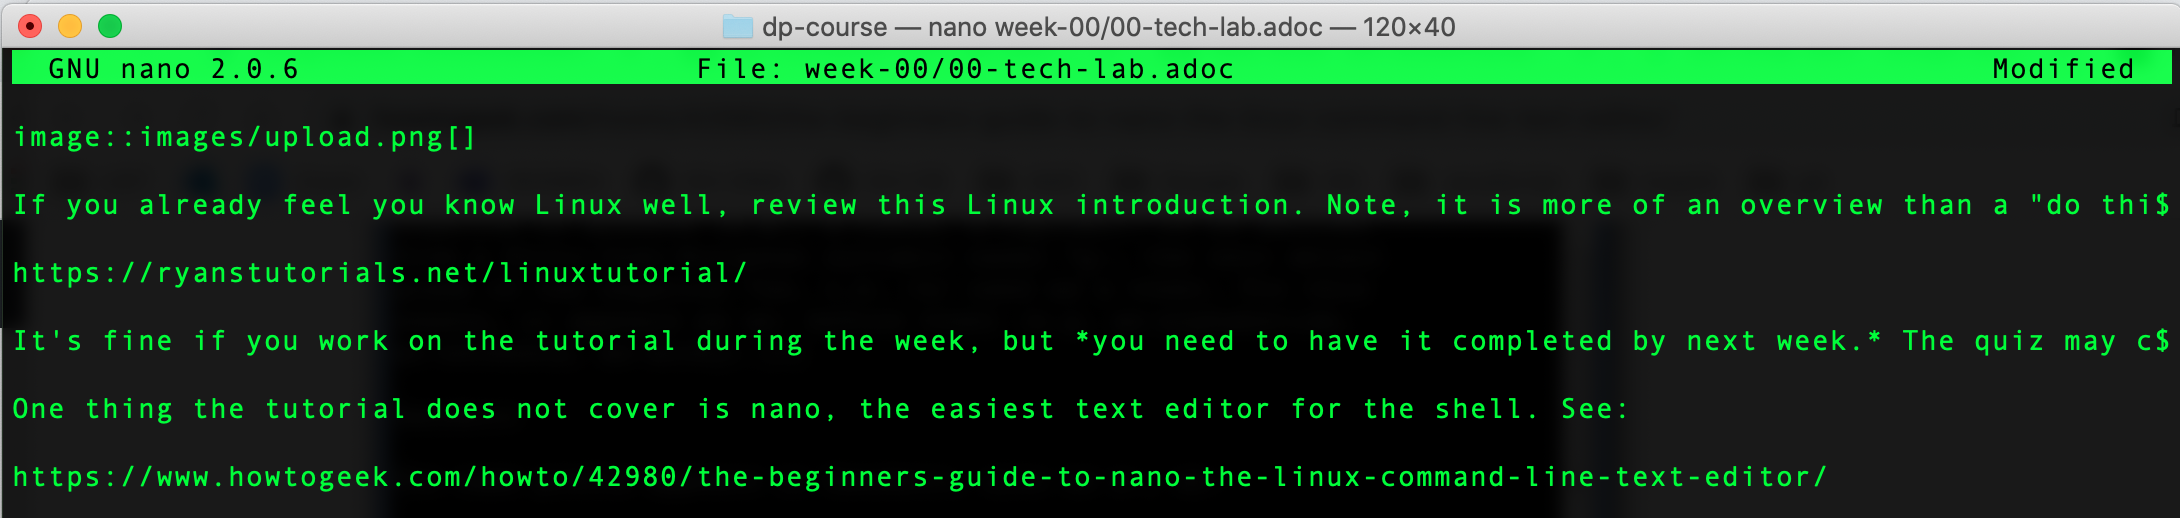 dp-course — nano week-00/00-tech-lab.adoc — 120×40
GNU nano 2.0.6 File: week-00/00-tech-lab.adoc Modified
image::images/upload.png[]
If you already feel you know Linux well, review this Linux introduction. Note, it is more of an overview than a "do thi$
https://ryanstutorials.net/linuxtutorial/
It's fine if you work on the tutorial during the week, but *you need to have it completed by next week.* The quiz may c$
One thing the tutorial does not cover is nano, the easiest text editor for the shell. See:
https://www.howtogeek.com/howto/42980/the-beginners-guide-to-nano-the-linux-command-line-text-editor/